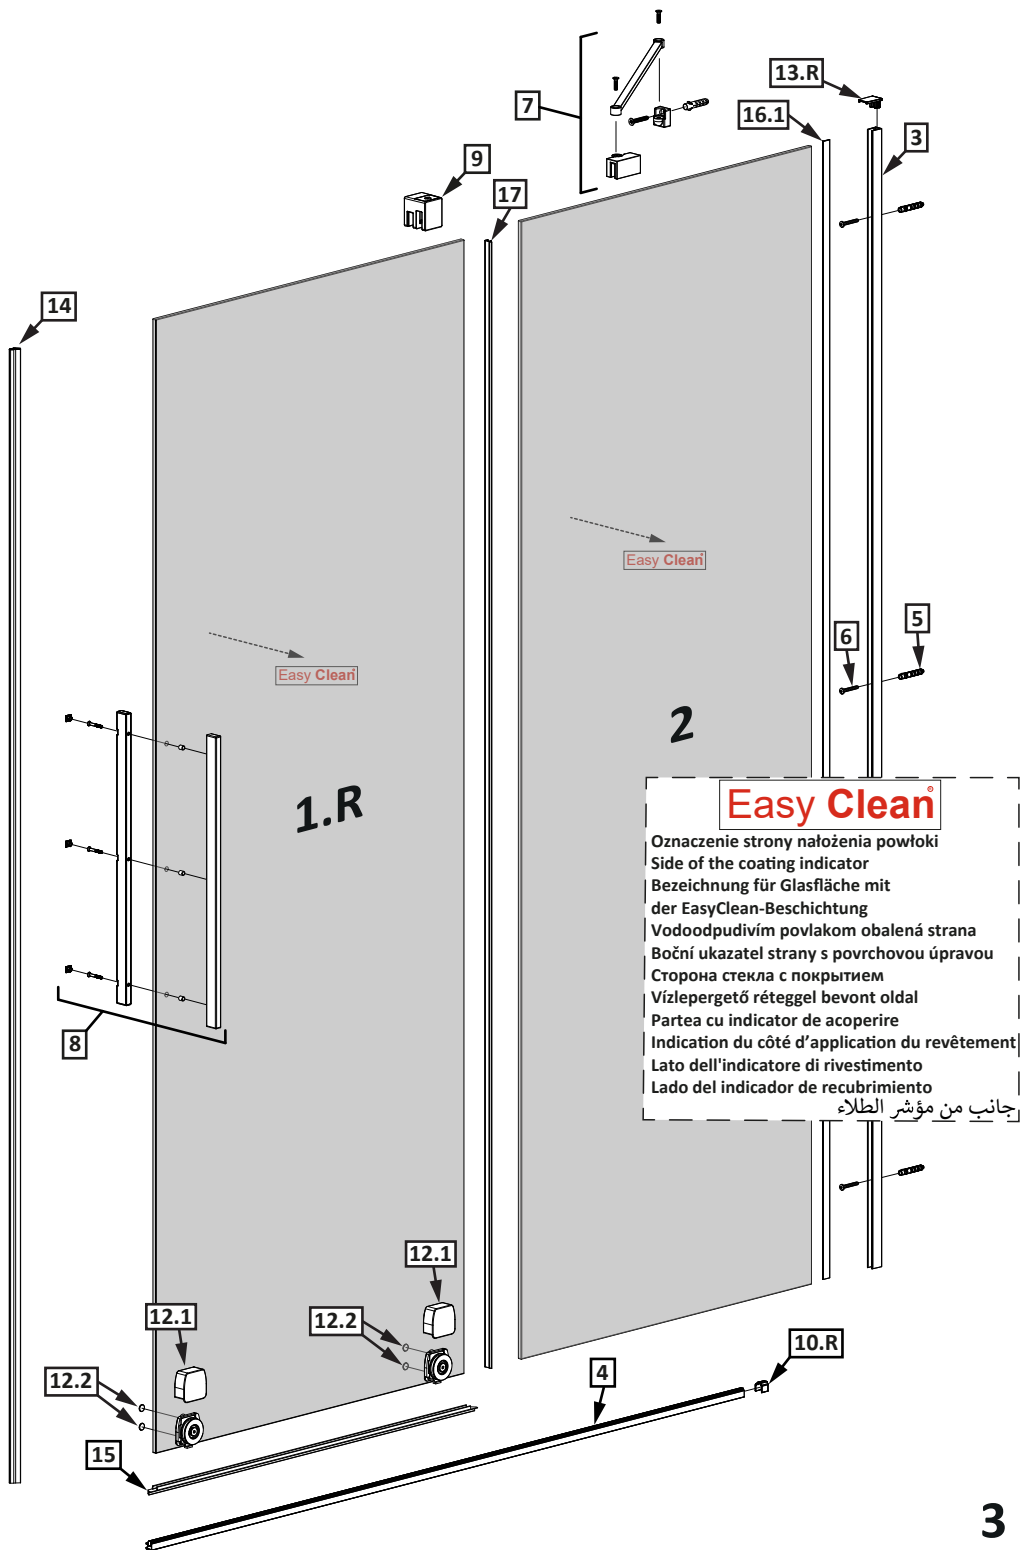 13.R
7
16.1
3
9
17
14
Easy Clean
Easy Clean
6
5
2
1.R
Easy Clean®
Oznaczenie strony nałożenia powłoki
Side of the coating indicator
Bezeichnung für Glasfläche mit
der EasyClean-Beschichtung
Vodoodpudivím povlakom obalená strana
Boční ukazatel strany s povrchovou úpravou
Сторона стекла с покрытием
Vízlepergető réteggel bevont oldal
Partea cu indicator de acoperire
Indication du côté d’application du revêtement
Lato dell'indicatore di rivestimento
Lado del indicador de recubrimiento
جانب من مؤشر الطلاء
8
12.1
12.1
12.2
12.2
10.R
4
15
3